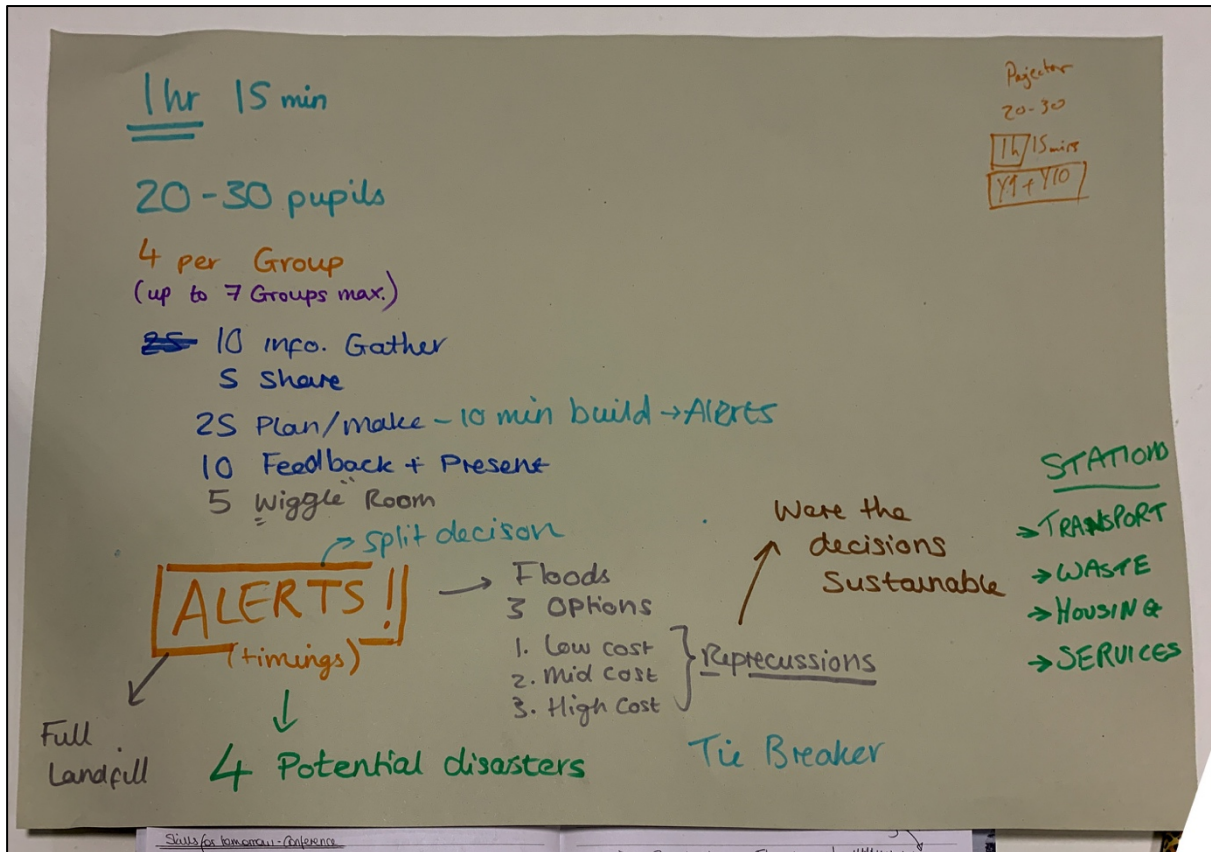 1hr 15 min
20-30 pupils
4 per Group
(up to 7 Groups max.)
25 10 info. Gather
5 Share
25 Plan/make - 10 min build → Alerts
10 Feedback + Present
5 "Wiggle" Room
→ split decison
ALERTS!
(timings)
Full
Landfill
4 Potential disasters
→ Floods
3 Options
1. Low cost
2. Mid cost
3. High Cost
Reprecussions
Were the
decisions
Sustainable
Tie Breaker
Projector
20-30
1h/15mins
Y9 + Y10
STATIONS
→ TRANSPORT
→ WASTE
→ HOUSING
→ SERVICES
Skills for tomorrow - Conference